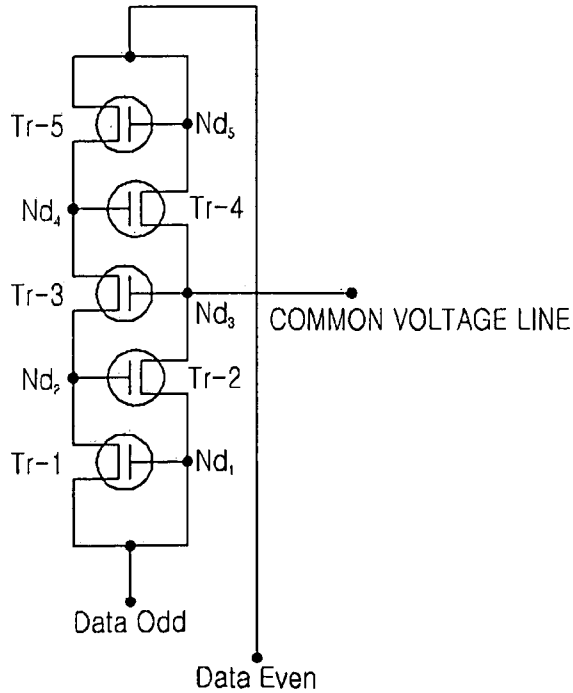 Tr-5
Nd₅
Nd₄
Tr-4
Tr-3
Nd₃
COMMON VOLTAGE LINE
Nd₂
Tr-2
Tr-1
Nd₁
Data Odd
Data Even